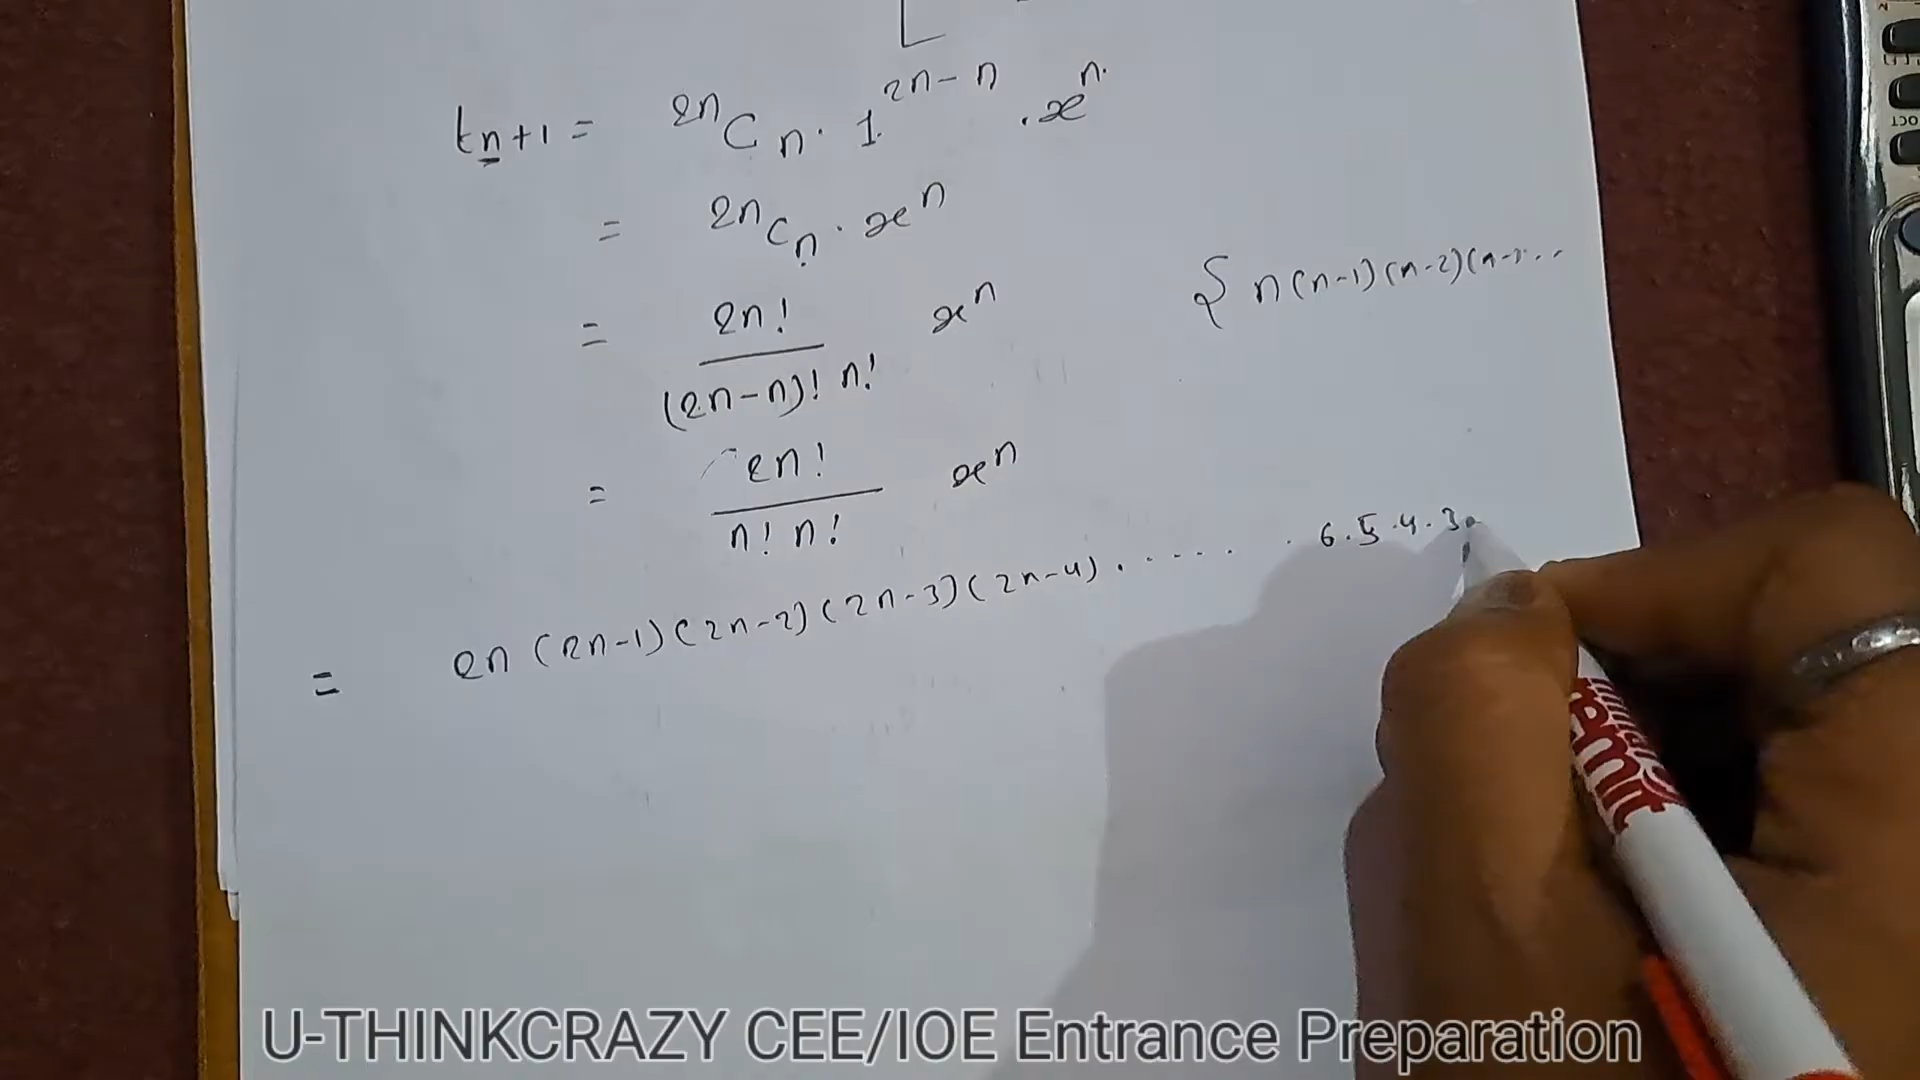 tn+1 = 2nCn . 1^2n-n . x^n
= 2nCn . x^n
= 2n! / (2n-n)! n! x^n
{ n(n-1)(n-2)(n-3...
= 2n! / n! n! x^n
= 2n(2n-1)(2n-2)(2n-3)(2n-4)....... 6.5.4.3.
U-THINKCRAZY CEE/IOE Entrance Preparation